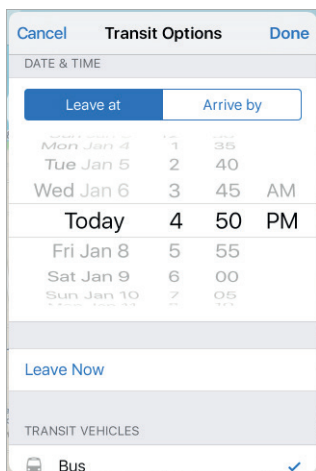 Cancel Transit Options Done
DATE & TIME
Leave at Arrive by
Mon Jan 4 1 35
Tue Jan 5 2 40
Wed Jan 6 3 45 AM
Today 4 50 PM
Fri Jan 8 5 55
Sat Jan 9 6 00
Sun Jan 10 7 05
Leave Now
TRANSIT VEHICLES
Bus